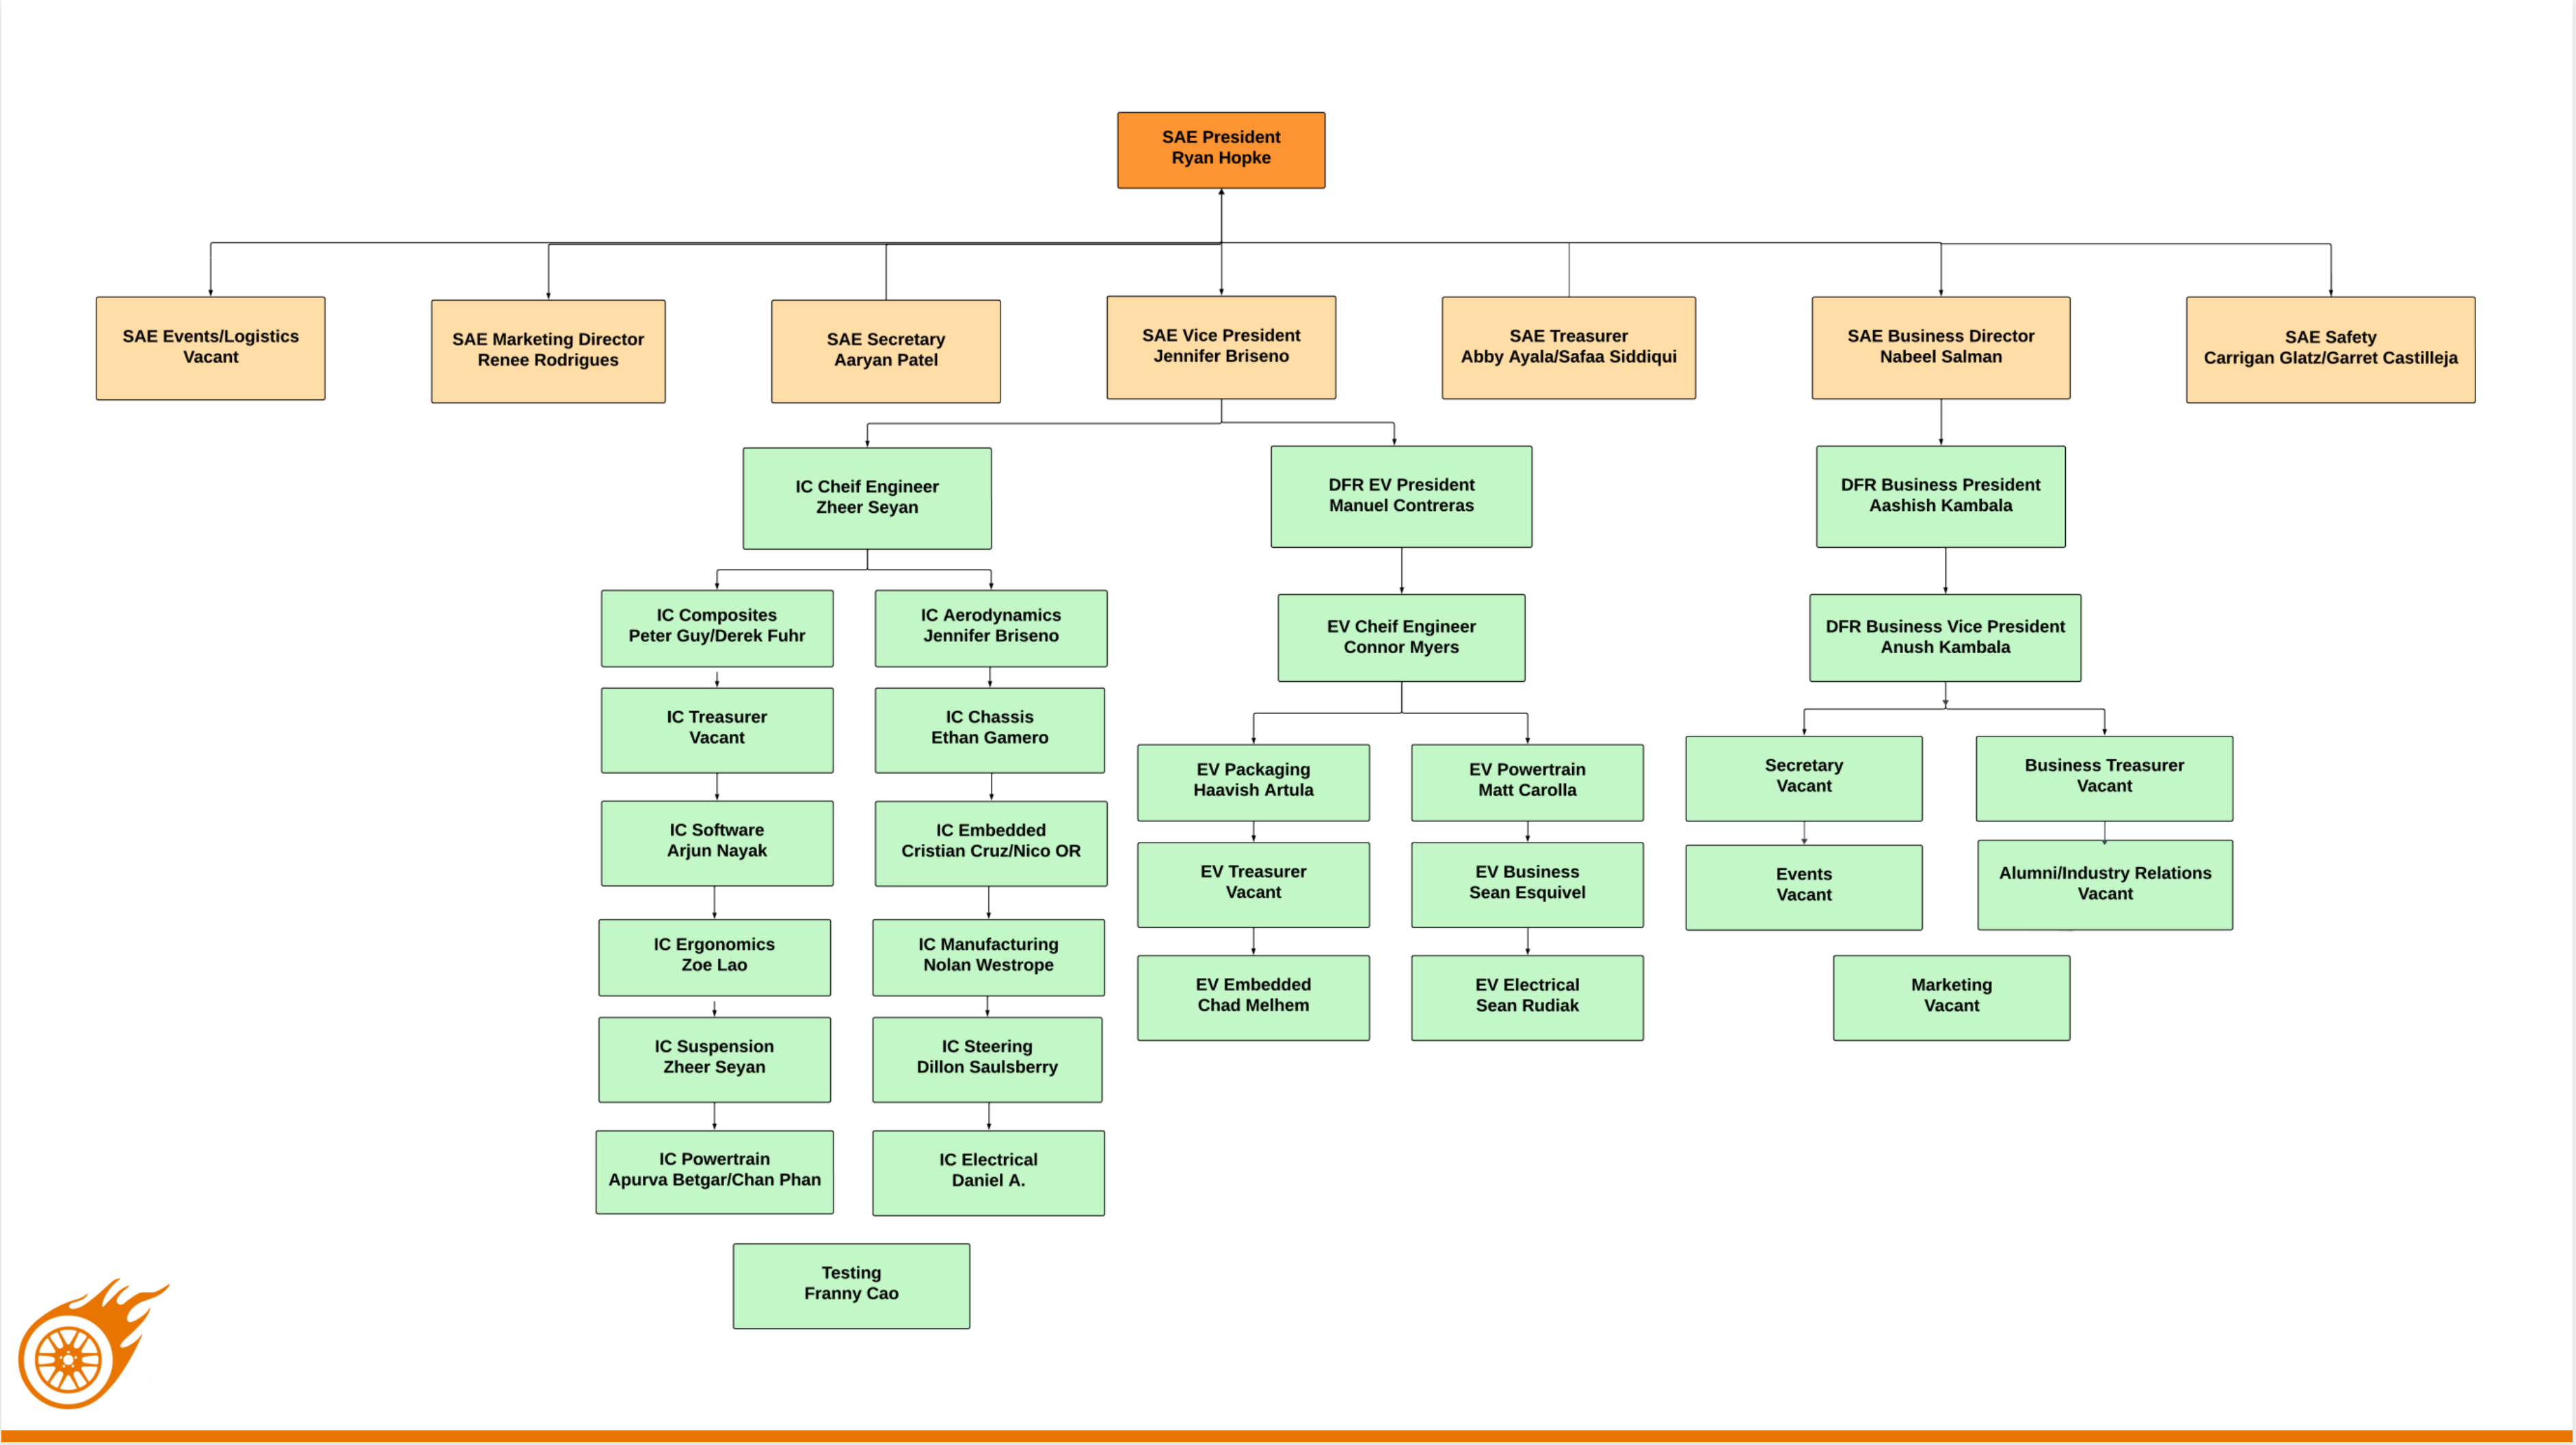 SAE President
Ryan Hopke
SAE Events/Logistics
Vacant
SAE Marketing Director
Renee Rodrigues
SAE Secretary
Aaryan Patel
SAE Vice President
Jennifer Briseno
SAE Treasurer
Abby Ayala/Safaa Siddiqui
SAE Business Director
Nabeel Salman
SAE Safety
Carrigan Glatz/Garret Castilleja
IC Cheif Engineer
Zheer Seyan
DFR EV President
Manuel Contreras
DFR Business President
Aashish Kambala
IC Composites
Peter Guy/Derek Fuhr
IC Aerodynamics
Jennifer Briseno
EV Cheif Engineer
Connor Myers
DFR Business Vice President
Anush Kambala
IC Treasurer
Vacant
IC Chassis
Ethan Gamero
EV Packaging
Haavish Artula
EV Powertrain
Matt Carolla
Secretary
Vacant
Business Treasurer
Vacant
IC Software
Arjun Nayak
IC Embedded
Cristian Cruz/Nico OR
EV Treasurer
Vacant
EV Business
Sean Esquivel
Events
Vacant
Alumni/Industry Relations
Vacant
IC Ergonomics
Zoe Lao
IC Manufacturing
Nolan Westrope
EV Embedded
Chad Melhem
EV Electrical
Sean Rudiak
Marketing
Vacant
IC Suspension
Zheer Seyan
IC Steering
Dillon Saulsberry
IC Powertrain
Apurva Betgar/Chan Phan
IC Electrical
Daniel A.
Testing
Franny Cao